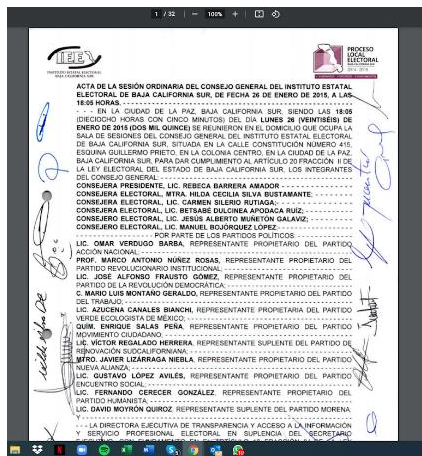 1 / 32 — 100% +
IEE
INSTITUTO ESTATAL ELECTORAL
BAJA CALIFORNIA SUR
PROCESO
LOCAL
ELECTORAL
ACTA DE LA SESIÓN ORDINARIA DEL CONSEJO GENERAL DEL INSTITUTO ESTATAL
ELECTORAL DE BAJA CALIFORNIA SUR, DE FECHA 26 DE ENERO DE 2015, A LAS
18:05 HORAS.
- - - EN LA CIUDAD DE LA PAZ, BAJA CALIFORNIA SUR, SIENDO LAS 18:05
(DIECIOCHO HORAS CON CINCO MINUTOS) DEL DÍA LUNES 26 (VEINTISÉIS) DE
ENERO DE 2015 (DOS MIL QUINCE) SE REUNIERON EN EL DOMICILIO QUE OCUPA LA
SALA DE SESIONES DEL CONSEJO GENERAL DEL INSTITUTO ESTATAL ELECTORAL
DE BAJA CALIFORNIA SUR, SITUADA EN LA CALLE CONSTITUCIÓN NÚMERO 415,
ESQUINA GUILLERMO PRIETO, EN LA COLONIA CENTRO, EN LA CIUDAD DE LA PAZ,
BAJA CALIFORNIA SUR, PARA DAR CUMPLIMIENTO AL ARTÍCULO 20 FRACCIÓN II DE
LA LEY ELECTORAL DEL ESTADO DE BAJA CALIFORNIA SUR, LOS INTEGRANTES
DEL CONSEJO GENERAL:
CONSEJERA PRESIDENTE, LIC. REBECA BARRERA AMADOR
CONSEJERA ELECTORAL, MTRA. HILDA CECILIA SILVA BUSTAMANTE;
CONSEJERA ELECTORAL, LIC. CARMEN SILERIO RUTIAGA;
CONSEJERA ELECTORAL, LIC. BETSABÉ DULCINEA APODACA RUÍZ;
CONSEJERO ELECTORAL, LIC. JESÚS ALBERTO MUÑETÓN GALAVIZ;
CONSEJERO ELECTORAL, LIC. MANUEL BOJÓRQUEZ LÓPEZ
POR PARTE DE LOS PARTIDOS POLÍTICOS:
LIC. OMAR VERDUGO BARBA, REPRESENTANTE PROPIETARIO DEL PARTIDO
ACCIÓN NACIONAL;
PROF. MARCO ANTONIO NÚÑEZ ROSAS, REPRESENTANTE PROPIETARIO DEL
PARTIDO REVOLUCIONARIO INSTITUCIONAL;
LIC. JOSÉ ALFONSO FRAUSTO GÓMEZ, REPRESENTANTE PROPIETARIO DEL
PARTIDO DE LA REVOLUCIÓN DEMOCRÁTICA;
C. MARIO LUIS MONTAÑO GERALDO, REPRESENTANTE PROPIETARIO DEL PARTIDO
DEL TRABAJO;
LIC. AZUCENA CANALES BIANCHI, REPRESENTANTE PROPIETARIA DEL PARTIDO
VERDE ECOLOGISTA DE MÉXICO;
QUÍM. ENRIQUE SALAS PEÑA, REPRESENTANTE PROPIETARIO DEL PARTIDO
MOVIMIENTO CIUDADANO;
LIC. VÍCTOR REGALADO HERRERA, REPRESENTANTE SUPLENTE DEL PARTIDO DE
RENOVACIÓN SUDCALIFORNIANA;
MTRO. JAVIER LIZÁRRAGA NIEBLA, REPRESENTANTE PROPIETARIO DEL PARTIDO
NUEVA ALIANZA;
LIC. GUSTAVO LÓPEZ AVILÉS, REPRESENTANTE PROPIETARIO DEL PARTIDO
ENCUENTRO SOCIAL;
LIC. FERNANDO CERECER GONZÁLEZ, REPRESENTANTE PROPIETARIO DEL
PARTIDO HUMANISTA;
LIC. DAVID MOYRÓN QUIROZ, REPRESENTANTE SUPLENTE DEL PARTIDO MORENA,
Y
- - - LA DIRECTORA EJECUTIVA DE TRANSPARENCIA Y ACCESO A LA INFORMACIÓN
Y SERVICIO PROFESIONAL ELECTORAL EN SUPLENCIA DEL SECRETARIO